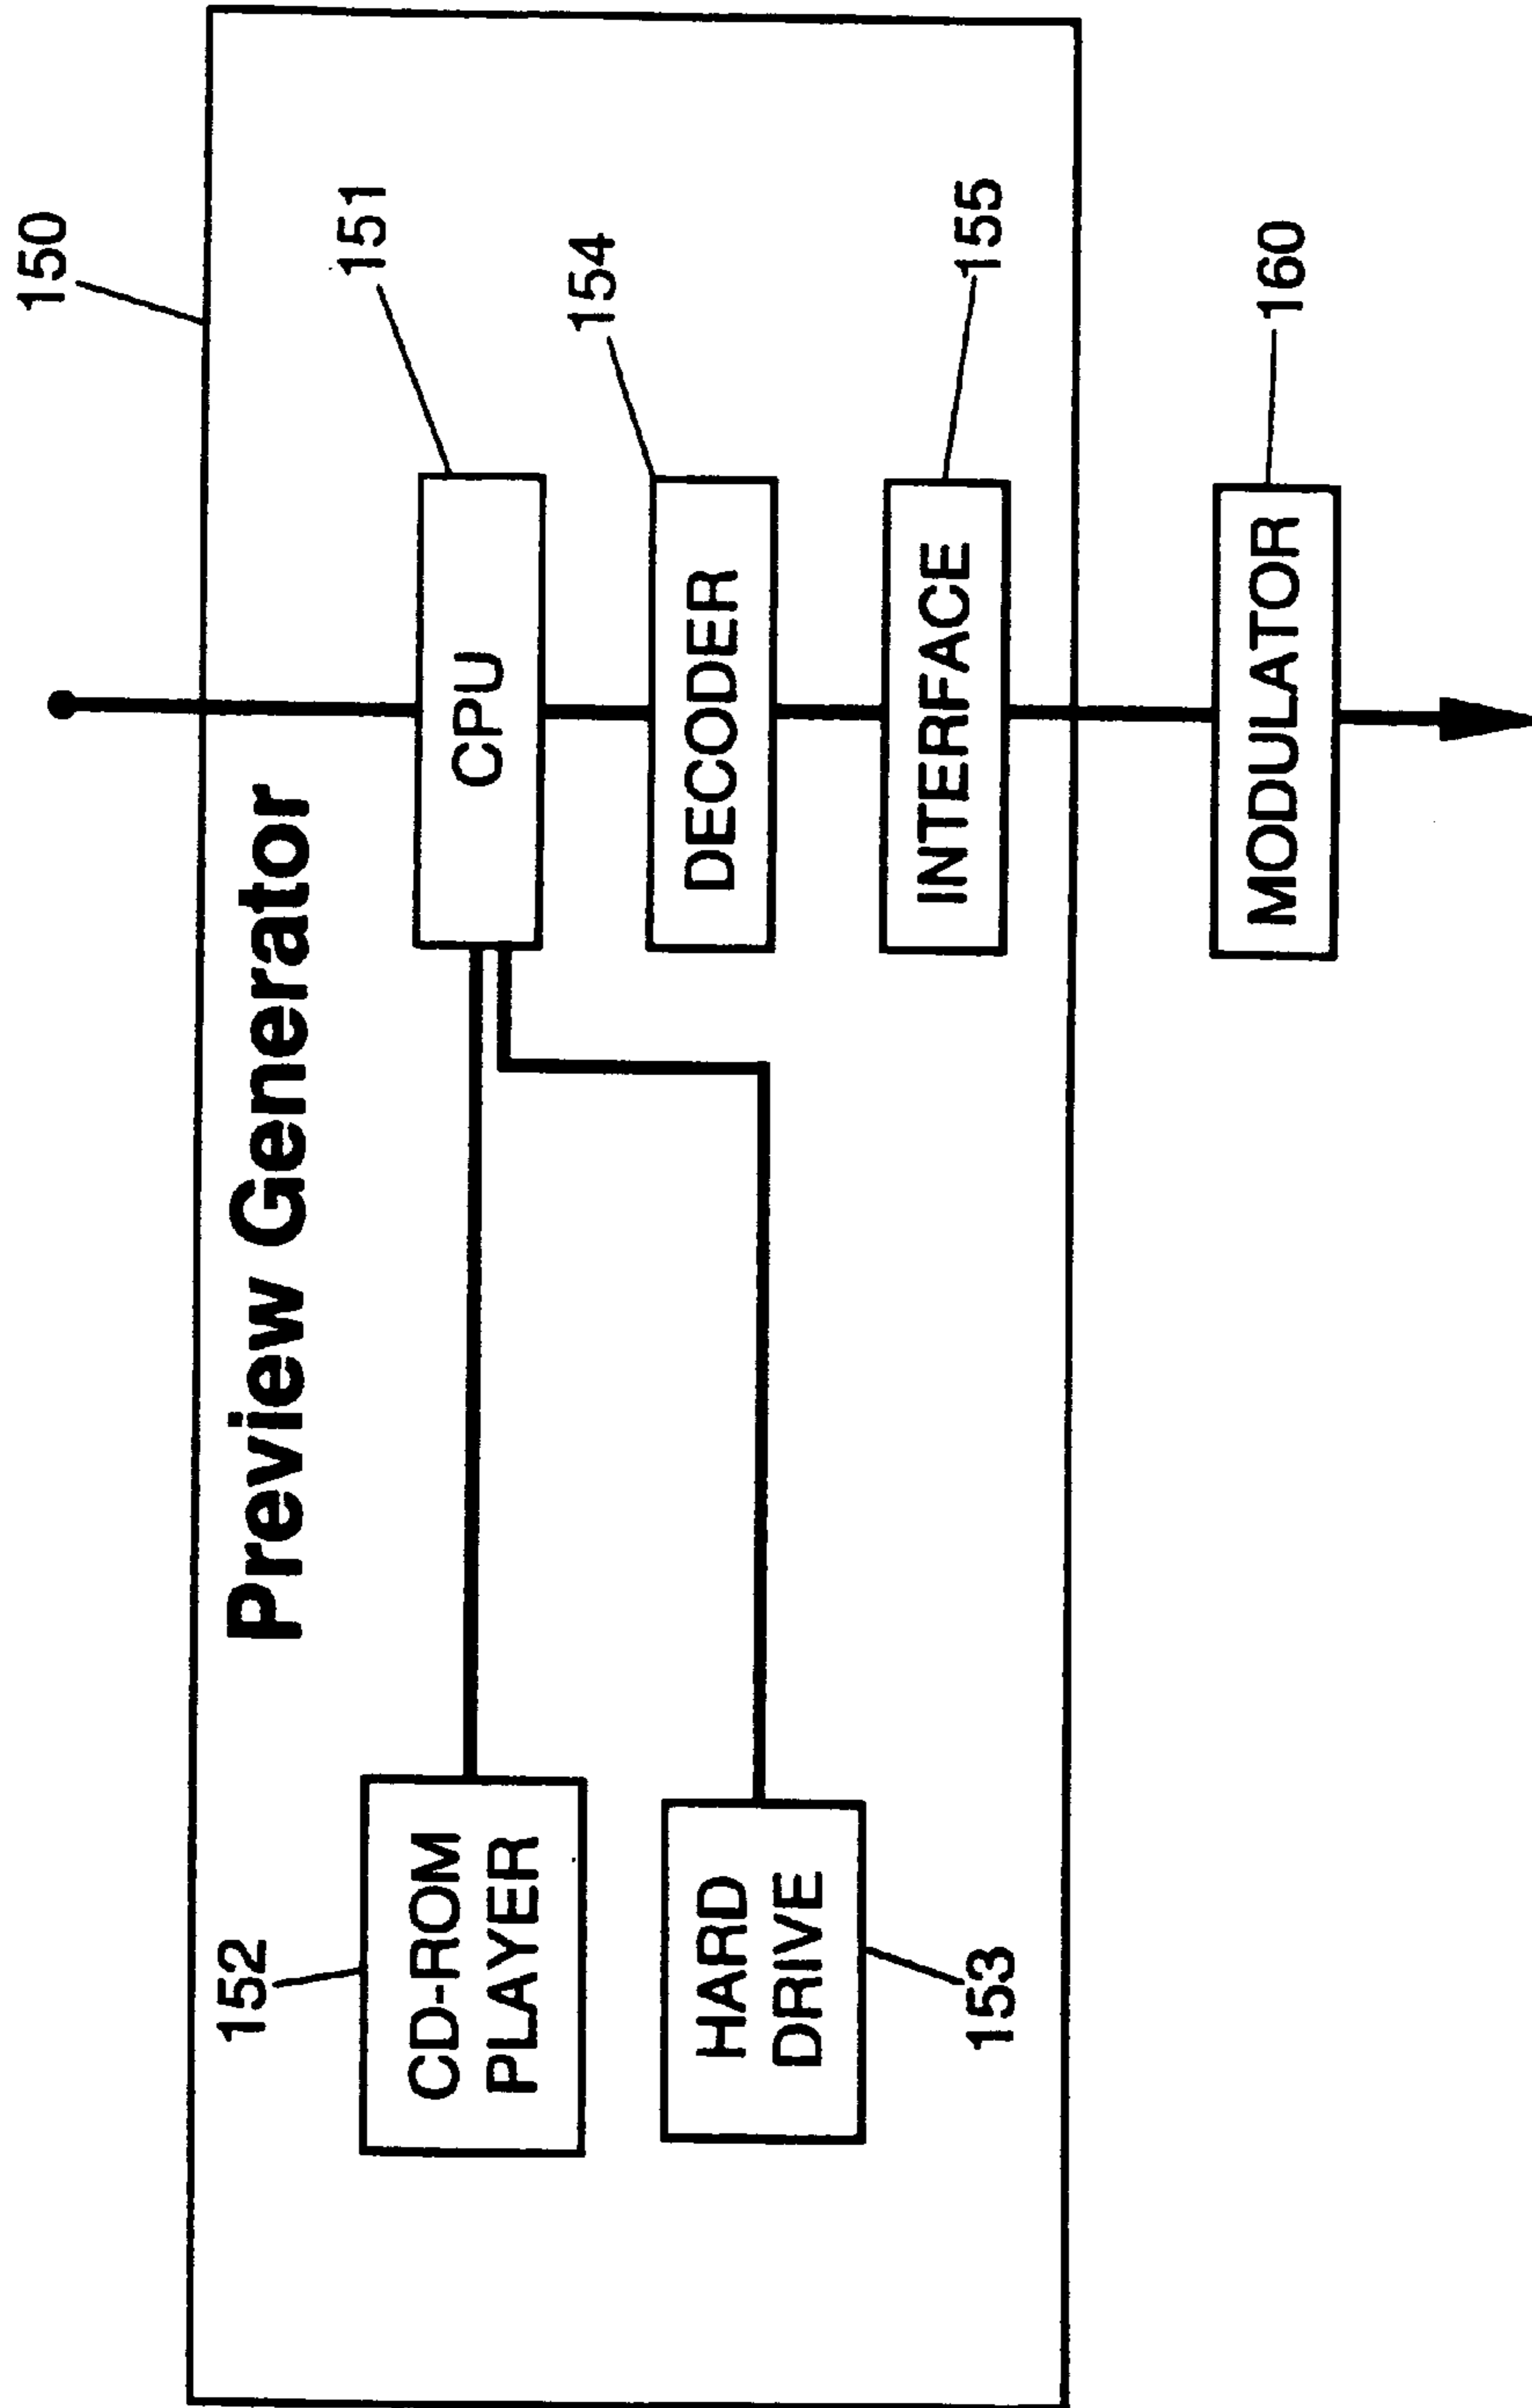 150
Preview Generator
151
CPU
152
CD-ROM
PLAYER
154
DECODER
HARD
DRIVE
153
155
INTERFACE
160
MODULATOR